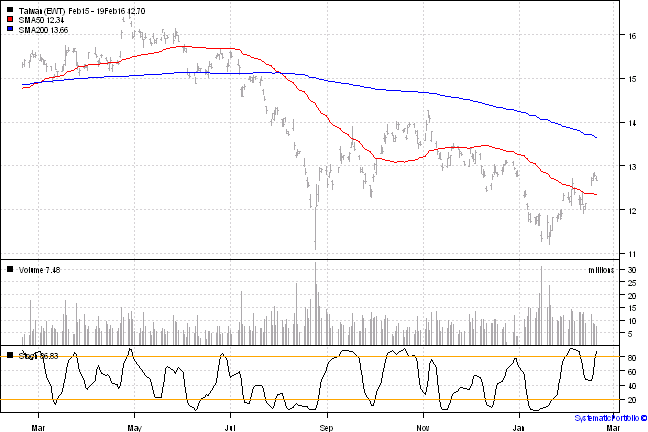 Taiwan (EWT) Feb15 - 19Feb16 12.70
SMA50 12.34
SMA200 13.66
16
15
14
13
12
11
Volume 7.48
millions
30
25
20
15
10
5
80
60
40
20
Mar May Jul Sep Nov Jan Mar
Systematic Portfolio ©